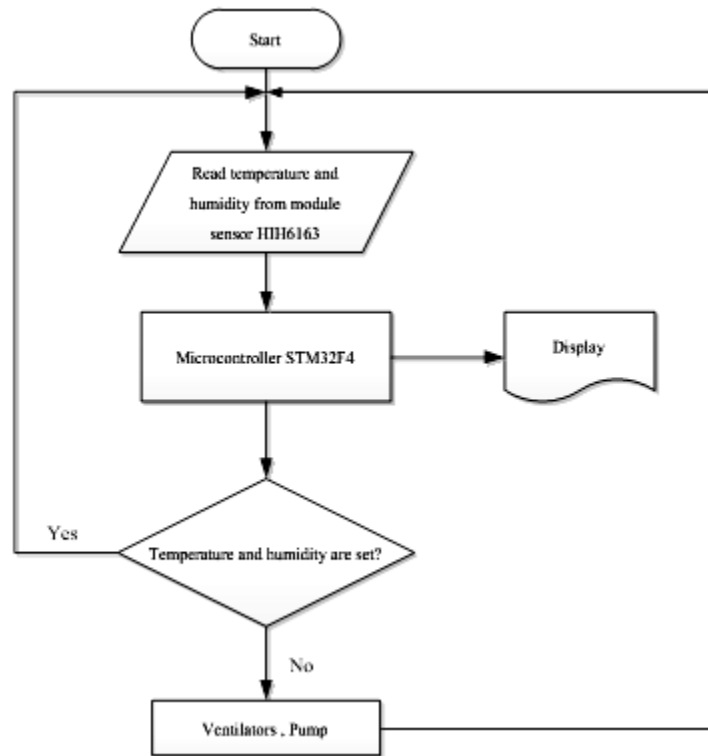 Start
Read temperature and
humidity from module
sensor HIH6163
Microcontroller STM32F4
Display
Yes
Temperature and humidity are set?
No
Ventilators , Pump